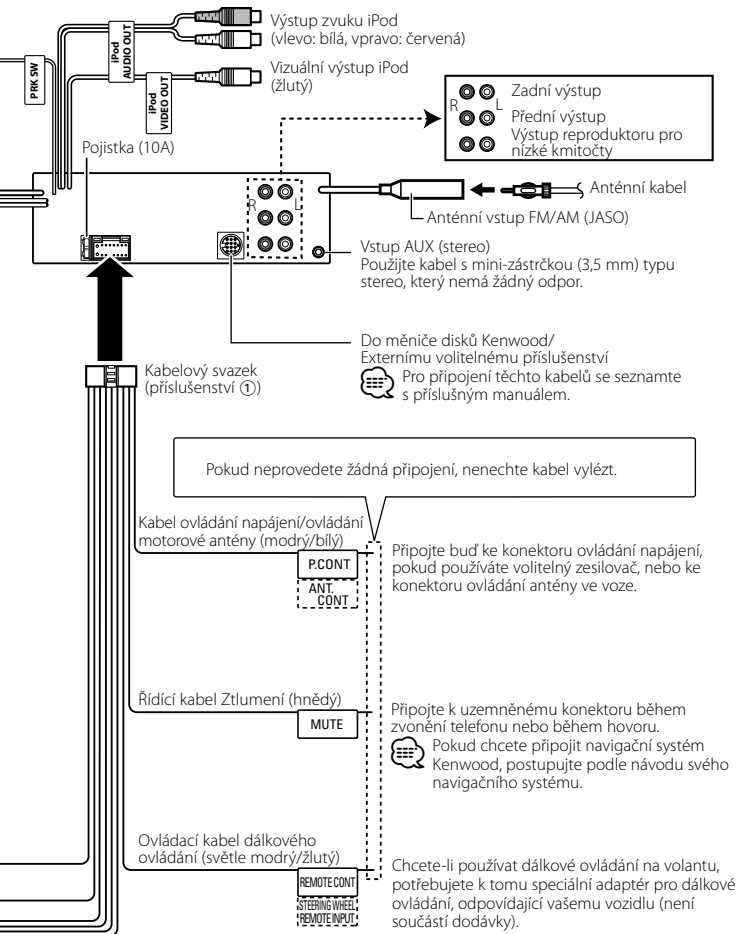 Výstup zvuku iPod
(vlevo: bílá, vpravo: červená)
iPod
AUDIO OUT
Vizuální výstup iPod
(žlutý)
iPod
VIDEO OUT
PRK SW
Pojistka (10A)
Zadní výstup
R
L
Přední výstup
Výstup reproduktoru pro
nízké kmitočty
R
L
Anténní kabel
Anténní vstup FM/AM (JASO)
Vstup AUX (stereo)
Použijte kabel s mini-zástrčkou (3,5 mm) typu
stereo, který nemá žádný odpor.
Do měniče disků Kenwood/
Externímu volitelnému příslušenství
Pro připojení těchto kabelů se seznamte
s příslušným manuálem.
Kabelový svazek
(příslušenství ①)
Pokud neprovedete žádná připojení, nenechte kabel vylézt.
Kabel ovládání napájení/ovládání
motorové antény (modrý/bílý)
P.CONT
ANT.
CONT
Připojte buď ke konektoru ovládání napájení,
pokud používáte volitelný zesilovač, nebo ke
konektoru ovládání antény ve voze.
Řídící kabel Ztlumení (hnědý)
MUTE
Připojte k uzemněnému konektoru během
zvonění telefonu nebo během hovoru.
Pokud chcete připojit navigační systém
Kenwood, postupujte podle návodu svého
navigačního systému.
Ovládací kabel dálkového
ovládání (světle modrý/žlutý)
REMOTE CONT
STEERING WHEEL
REMOTE INPUT
Chcete-li používat dálkové ovládání na volantu,
potřebujete k tomu speciální adaptér pro dálkové
ovládání, odpovídající vašemu vozidlu (není
součástí dodávky).